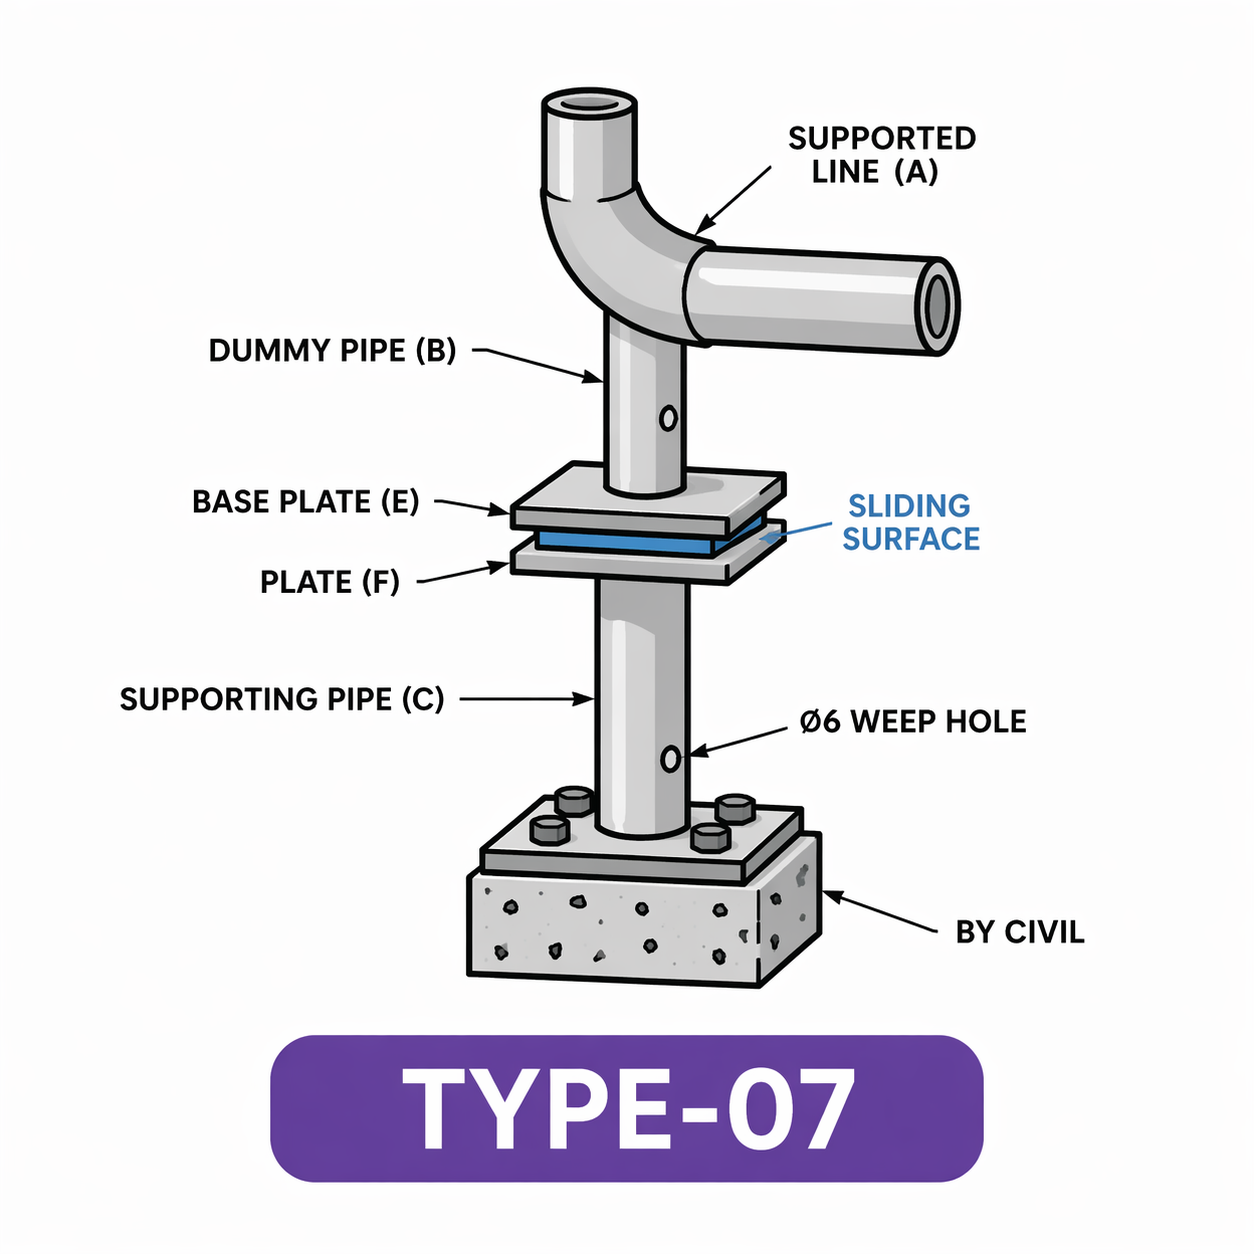 SUPPORTED
LINE (A)
DUMMY PIPE (B)
BASE PLATE (E)
SLIDING
SURFACE
PLATE (F)
SUPPORTING PIPE (C)
Ø6 WEEP HOLE
BY CIVIL
TYPE-07